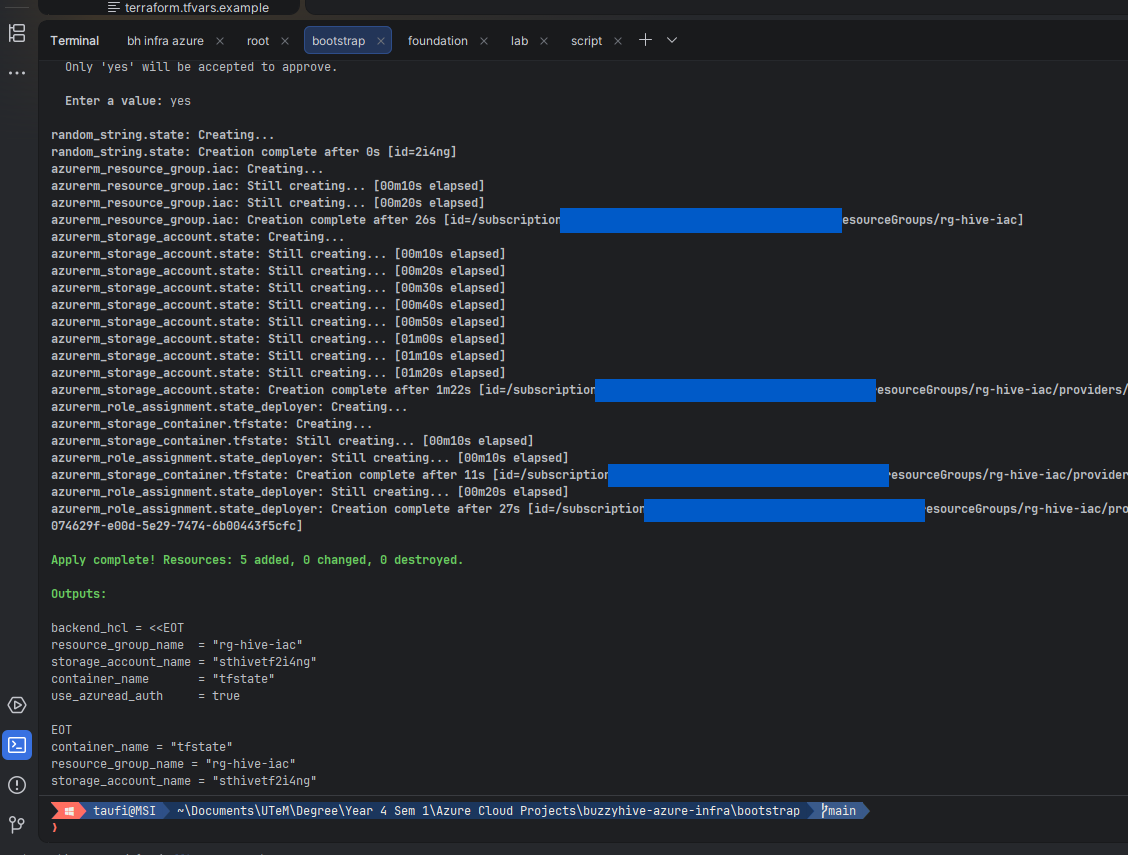 terraform.tfvars.example
Terminal bh infra azure root bootstrap foundation lab script
Only 'yes' will be accepted to approve.
Enter a value: yes
random_string.state: Creating...
random_string.state: Creation complete after 0s [id=2i4ng]
azurerm_resource_group.iac: Creating...
azurerm_resource_group.iac: Still creating... [00m10s elapsed]
azurerm_resource_group.iac: Still creating... [00m20s elapsed]
azurerm_resource_group.iac: Creation complete after 26s [id=/subscription esourceGroups/rg-hive-iac]
azurerm_storage_account.state: Creating...
azurerm_storage_account.state: Still creating... [00m10s elapsed]
azurerm_storage_account.state: Still creating... [00m20s elapsed]
azurerm_storage_account.state: Still creating... [00m30s elapsed]
azurerm_storage_account.state: Still creating... [00m40s elapsed]
azurerm_storage_account.state: Still creating... [00m50s elapsed]
azurerm_storage_account.state: Still creating... [01m00s elapsed]
azurerm_storage_account.state: Still creating... [01m10s elapsed]
azurerm_storage_account.state: Still creating... [01m20s elapsed]
azurerm_storage_account.state: Creation complete after 1m22s [id=/subscription esourceGroups/rg-hive-iac/providers/
azurerm_role_assignment.state_deployer: Creating...
azurerm_storage_container.tfstate: Creating...
azurerm_storage_container.tfstate: Still creating... [00m10s elapsed]
azurerm_role_assignment.state_deployer: Still creating... [00m10s elapsed]
azurerm_storage_container.tfstate: Creation complete after 11s [id=/subscription esourceGroups/rg-hive-iac/provider
azurerm_role_assignment.state_deployer: Still creating... [00m20s elapsed]
azurerm_role_assignment.state_deployer: Creation complete after 27s [id=/subscription esourceGroups/rg-hive-iac/pro
074629f-e00d-5e29-7474-6b00443f5cfc]
Apply complete! Resources: 5 added, 0 changed, 0 destroyed.
Outputs:
backend_hcl = <<EOT
resource_group_name  = "rg-hive-iac"
storage_account_name = "sthivetf2i4ng"
container_name       = "tfstate"
use_azuread_auth     = true
EOT
container_name = "tfstate"
resource_group_name = "rg-hive-iac"
storage_account_name = "sthivetf2i4ng"
taufi@MSI ~\Documents\UTeM\Degree\Year 4 Sem 1\Azure Cloud Projects\buzzyhive-azure-infra\bootstrap main